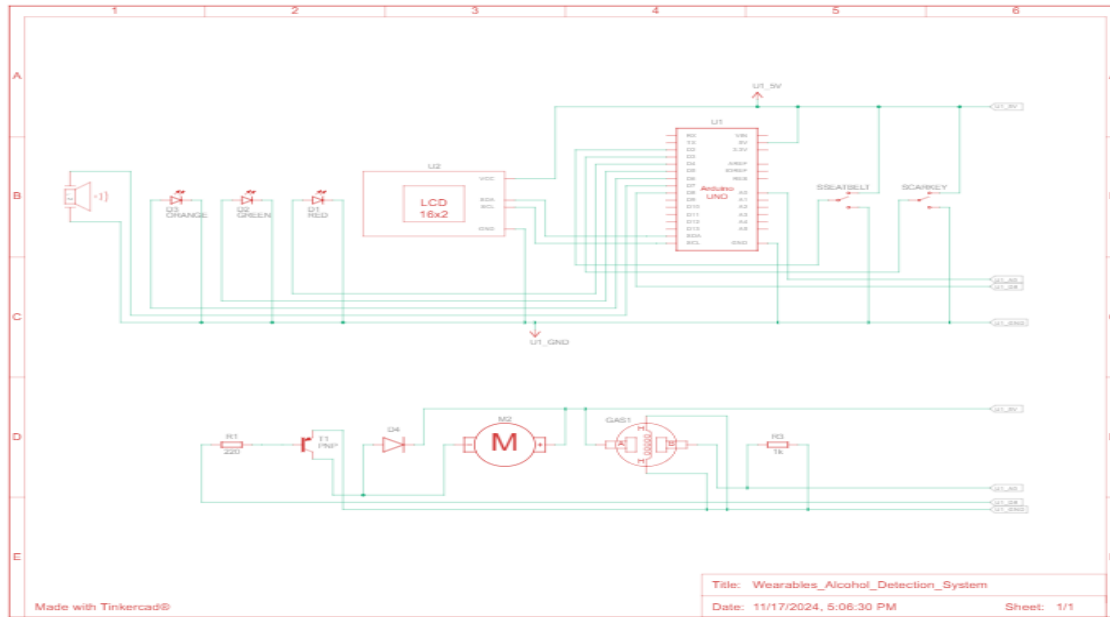 1 2 3 4 5 6
A
B
C
D
E
U1_5V
U1_5V
U1
RX
TX
D2
D3
D4
D5
D6
D7
D8
D9
D10
D11
D12
D13
SDA
SCL
VIN
5V
3.3V
AREF
IOREF
RES
A0
A1
A2
A3
A4
A5
GND
Arduino
UNO
U2
LCD
16x2
VCC
SDA
SCL
GND
SSEATBELT
SCARKEY
D3
ORANGE
D2
GREEN
D1
RED
U1_A0
U1_D8
U1_GND
U1_GND
R1
220
T1
PNP
D4
M2
M
GAS1
A
B
H
H
R3
1k
U1_5V
U1_A0
U1_D8
U1_GND
Made with Tinkercad®
Title: Wearables_Alcohol_Detection_System
Date: 11/17/2024, 5:06:30 PM Sheet: 1/1